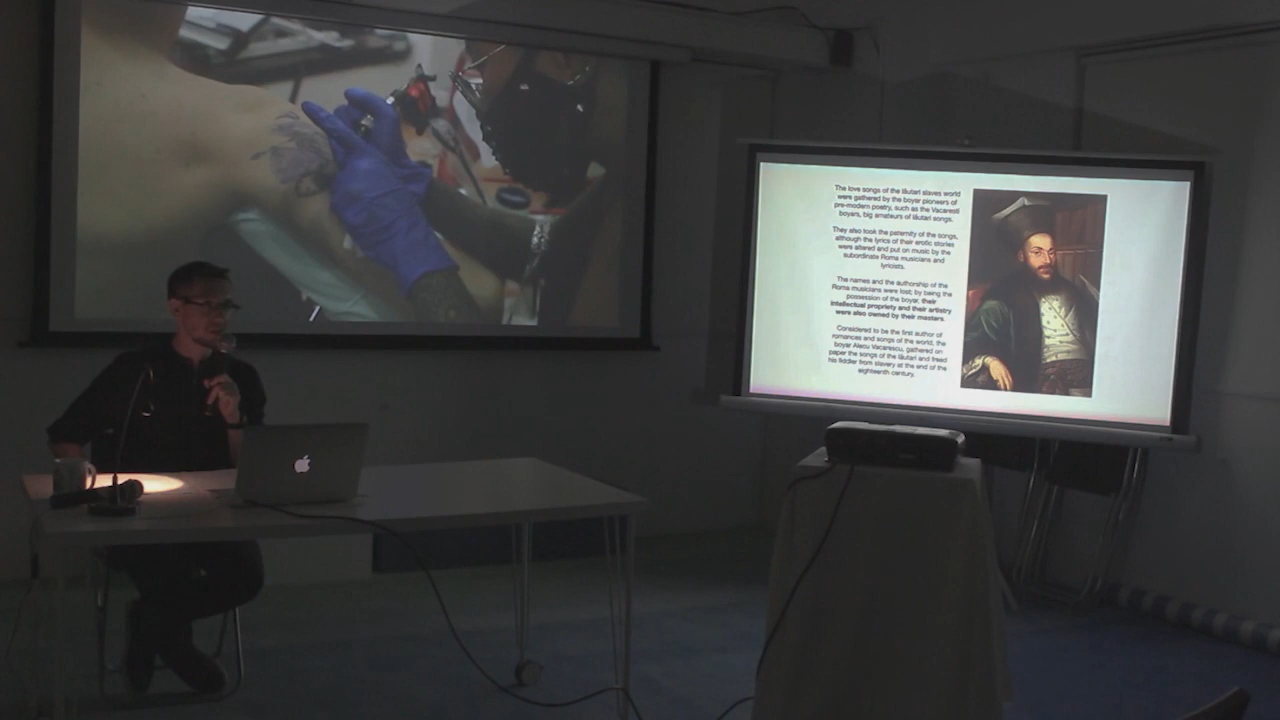 The love songs of the lăutari slaves world
were gathered by the boyar pioneers of
pre-modern poetry, such as the Vacaresti
boyars, big amateurs of lăutari songs.
They also took the paternity of the songs,
although the lyrics of their erotic stories
were altered and put on music by the
subordinate Roma musicians and
lyricists.
The names and the authorship of the
Roma musicians were lost; by being the
possession of the boyar, their
intellectual propriety and their artistry
were also owned by their masters.
Considered to be the first author of
romances and songs of the world, the
boyar Alecu Vacarescu, gathered on
paper the songs of the lăutari and freed
his fiddler from slavery at the end of the
eighteenth century.